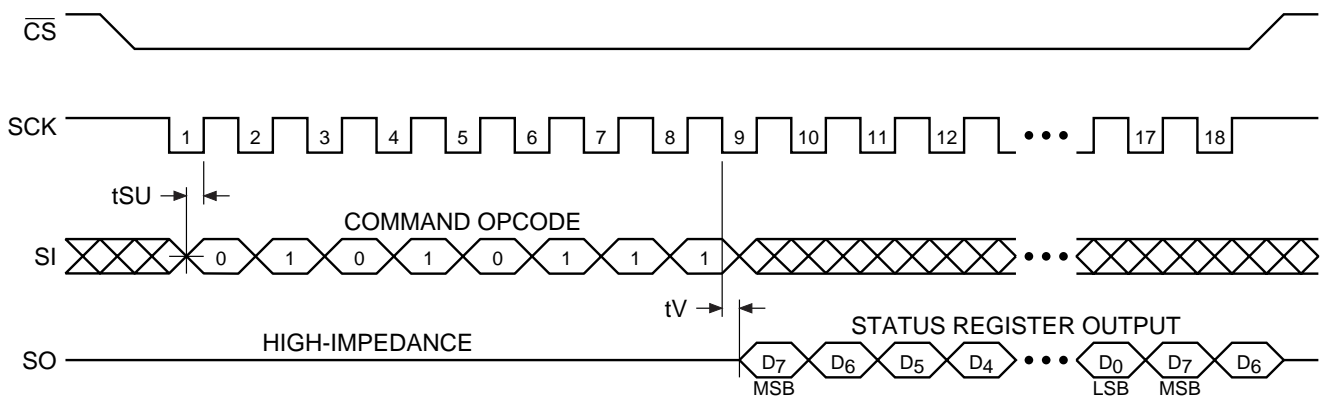 CS
SCK 1 2 3 4 5 6 7 8 9 10 11 12 17 18
tSU
COMMAND OPCODE
SI 0 1 0 1 0 1 1 1
tV
HIGH-IMPEDANCE
STATUS REGISTER OUTPUT
SO D7 D6 D5 D4 D0 D7 D6
MSB LSB MSB